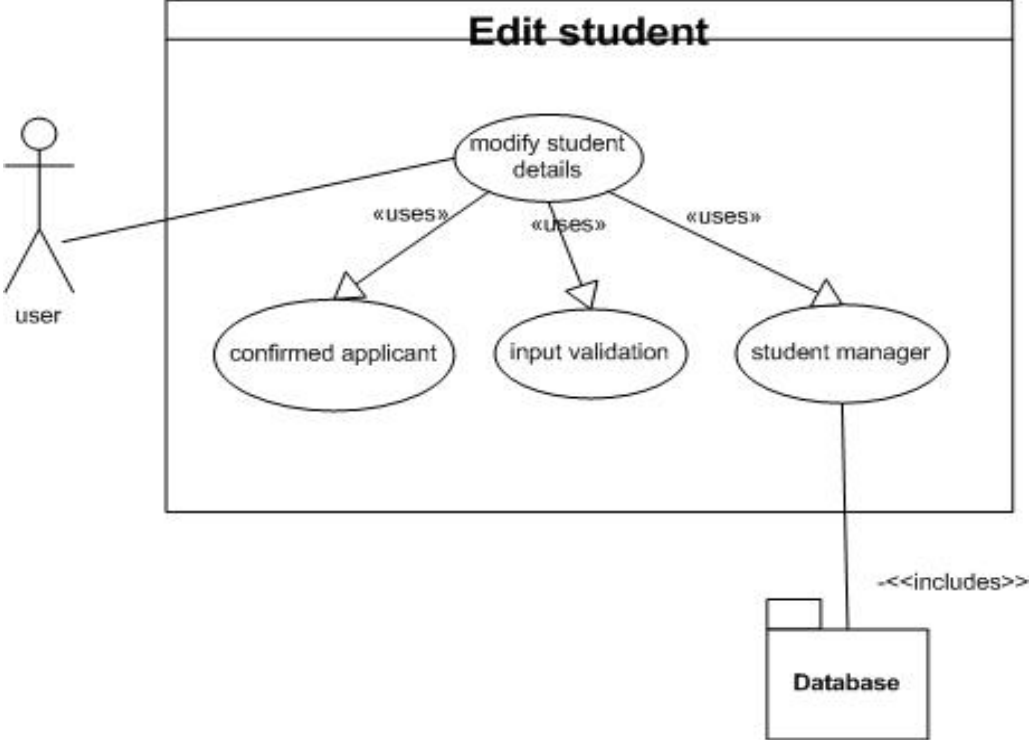 Edit student
modify student
details
«uses»
«uses»
«uses»
user
confirmed applicant
input validation
student manager
-<<includes>>
Database